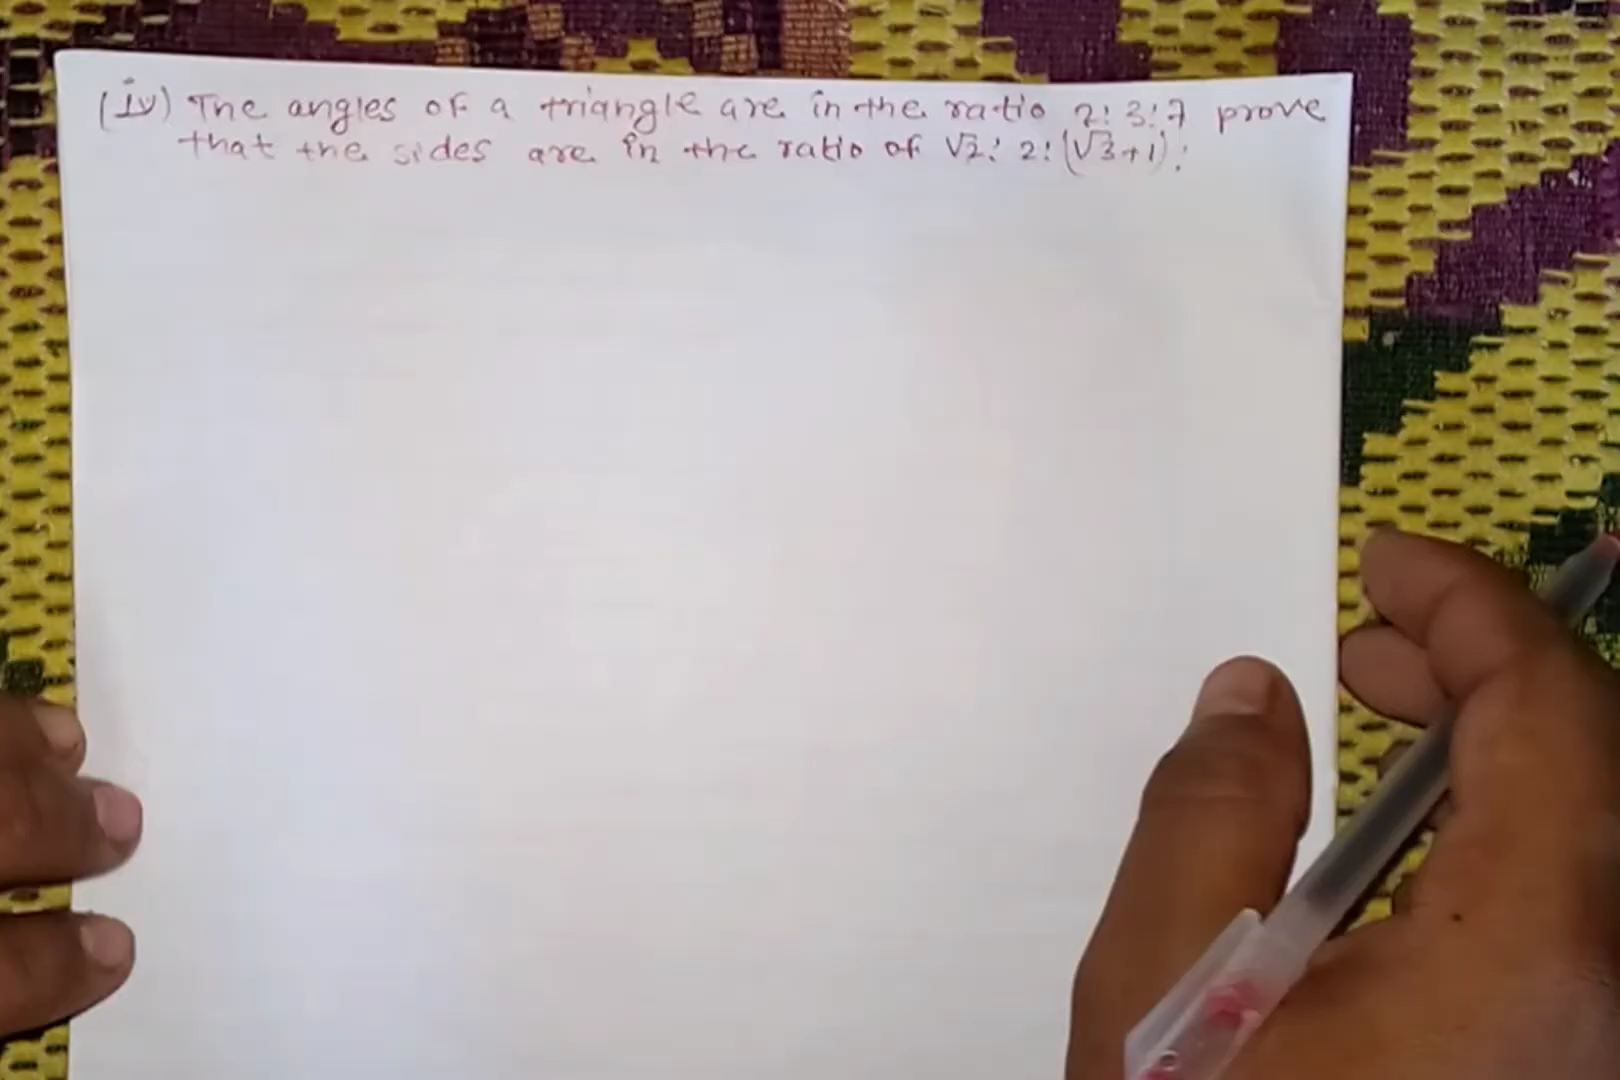 (iv) The angles of a triangle are in the ratio 2:3:7 prove
that the sides are in the ratio of √2:2:(√3+1):